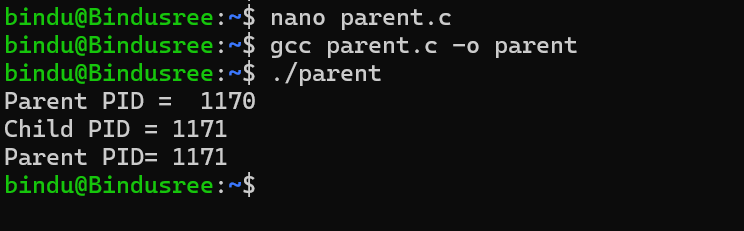 bindu@Bindusree:~$ nano parent.c
bindu@Bindusree:~$ gcc parent.c -o parent
bindu@Bindusree:~$ ./parent
Parent PID =  1170
Child PID = 1171
Parent PID= 1171
bindu@Bindusree:~$